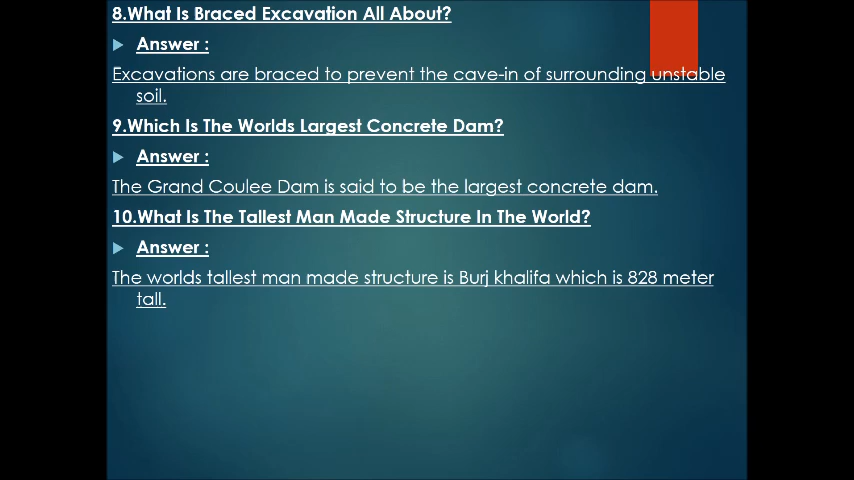 8.What Is Braced Excavation All About?
Answer :
Excavations are braced to prevent the cave-in of surrounding unstable
soil.
9.Which Is The Worlds Largest Concrete Dam?
Answer :
The Grand Coulee Dam is said to be the largest concrete dam.
10.What Is The Tallest Man Made Structure In The World?
Answer :
The worlds tallest man made structure is Burj khalifa which is 828 meter
tall.